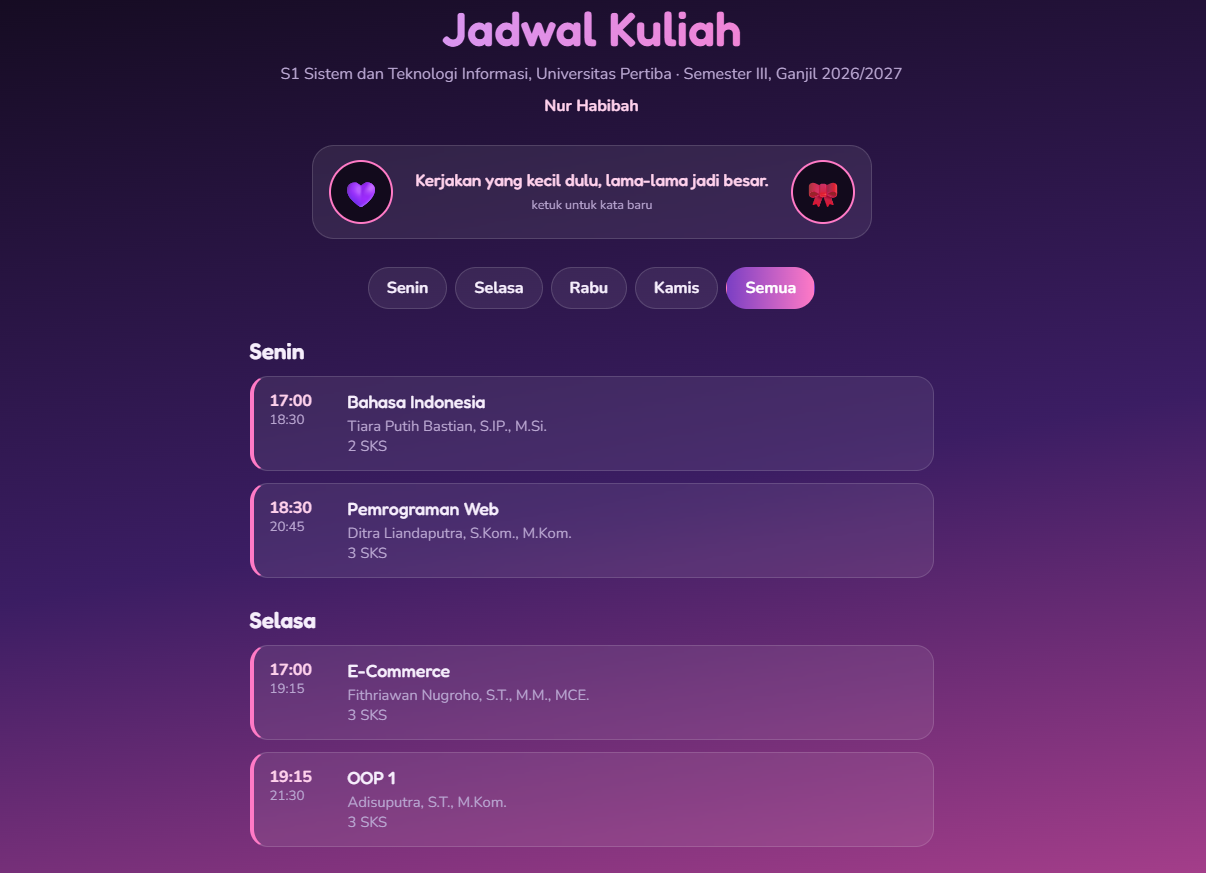 Jadwal Kuliah
S1 Sistem dan Teknologi Informasi, Universitas Pertiba · Semester III, Ganjil 2026/2027
Nur Habibah
Kerjakan yang kecil dulu, lama-lama jadi besar.
ketuk untuk kata baru
Senin Selasa Rabu Kamis Semua
Senin
17:00 Bahasa Indonesia
18:30 Tiara Putih Bastian, S.IP., M.Si.
2 SKS
18:30 Pemrograman Web
20:45 Ditra Liandaputra, S.Kom., M.Kom.
3 SKS
Selasa
17:00 E-Commerce
19:15 Fithriawan Nugroho, S.T., M.M., MCE.
3 SKS
19:15 OOP 1
21:30 Adisuputra, S.T., M.Kom.
3 SKS